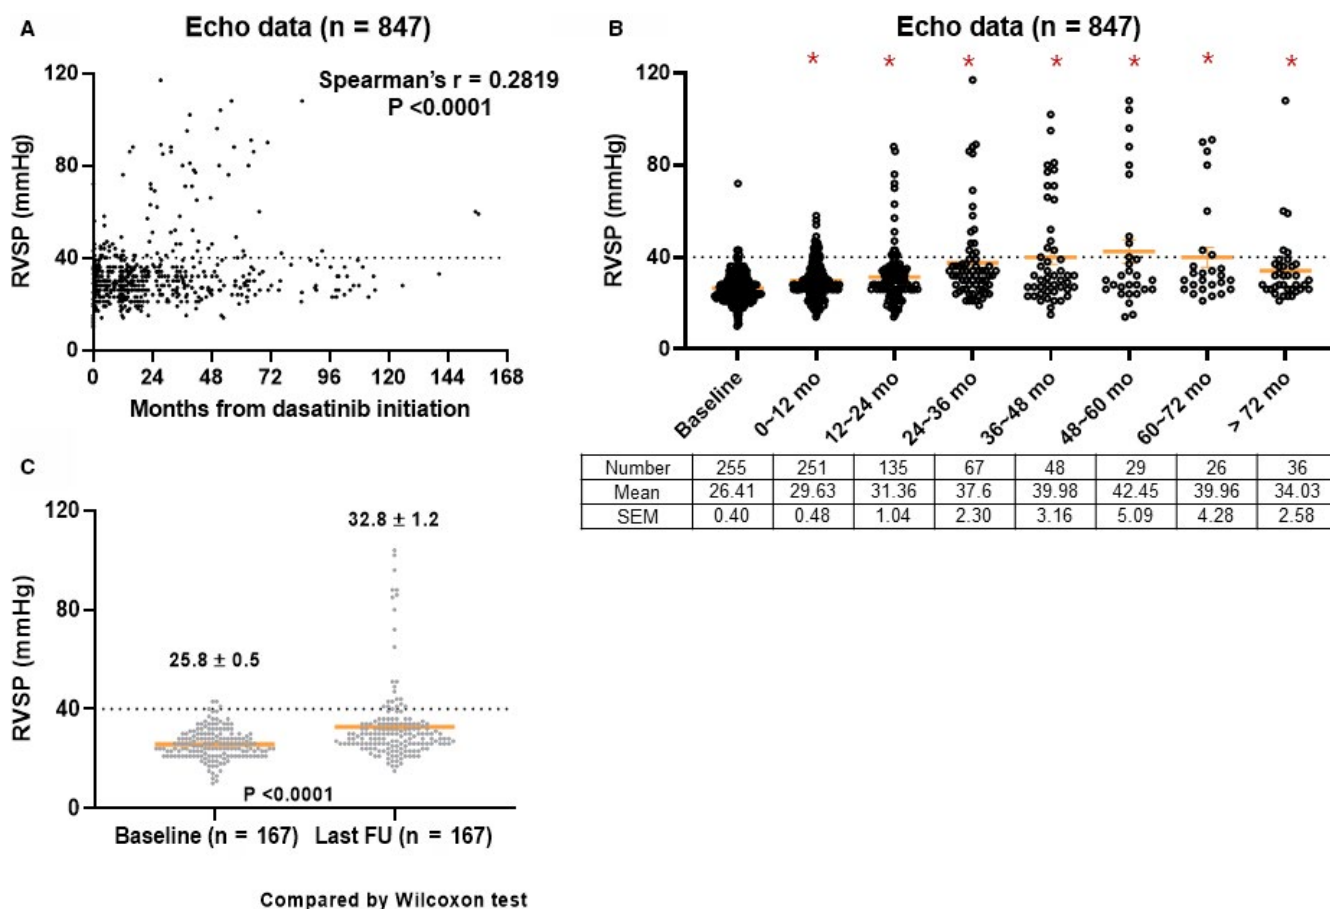 A
Echo data (n = 847)
Spearman's r = 0.2819
P <0.0001
RVSP (mmHg)
120
80
40
0
0 24 48 72 96 120 144 168
Months from dasatinib initiation
B
Echo data (n = 847)
* * * * * * *
RVSP (mmHg)
120
80
40
0
Baseline 0~12 mo 12~24 mo 24~36 mo 36~48 mo 48~60 mo 60~72 mo > 72 mo
Number 255 251 135 67 48 29 26 36
Mean 26.41 29.63 31.36 37.6 39.98 42.45 39.96 34.03
SEM 0.40 0.48 1.04 2.30 3.16 5.09 4.28 2.58
C
RVSP (mmHg)
120
80
40
0
32.8 ± 1.2
25.8 ± 0.5
P <0.0001
Baseline (n = 167) Last FU (n = 167)
Compared by Wilcoxon test